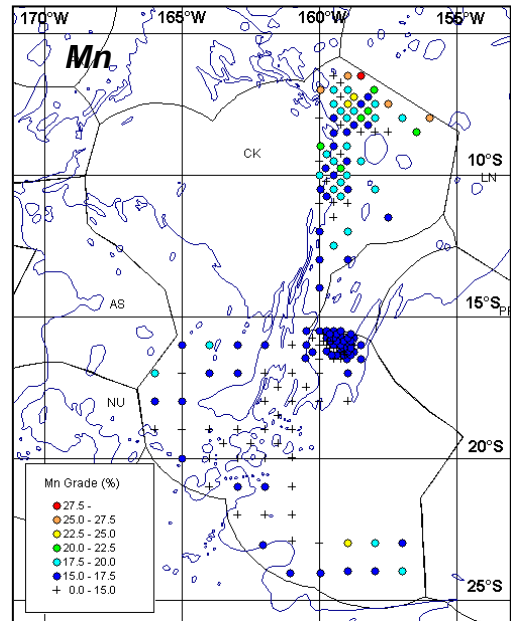 170°W 165°W 160°W 155°W
Mn
CK
10°S
LN
15°S
AS
PF
NU
20°S
Mn Grade (%)
27.5 -
25.0 - 27.5
22.5 - 25.0
20.0 - 22.5
17.5 - 20.0
15.0 - 17.5
0.0 - 15.0
25°S